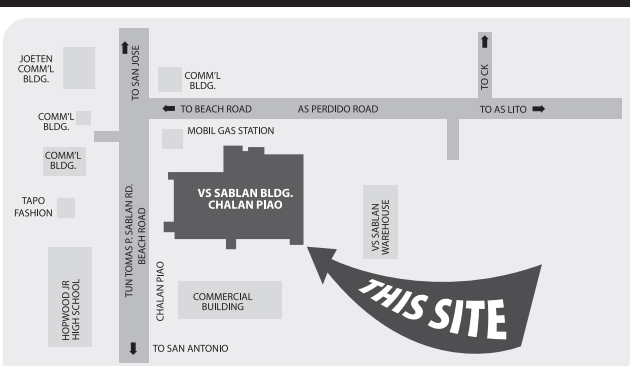 JOETEN
COMM'L
BLDG.
TO SAN JOSE
COMM'L
BLDG.
TO CK
TO BEACH ROAD
AS PERDIDO ROAD
TO AS LITO
COMM'L
BLDG.
MOBIL GAS STATION
COMM'L
BLDG.
VS SABLAN BLDG.
CHALAN PIAO
TAPO
FASHION
TUN TOMAS P. SABLAN RD.
BEACH ROAD
VS SABLAN
WAREHOUSE
HOPWOOD JR
HIGH SCHOOL
CHALAN PIAO
COMMERCIAL
BUILDING
THIS SITE
TO SAN ANTONIO